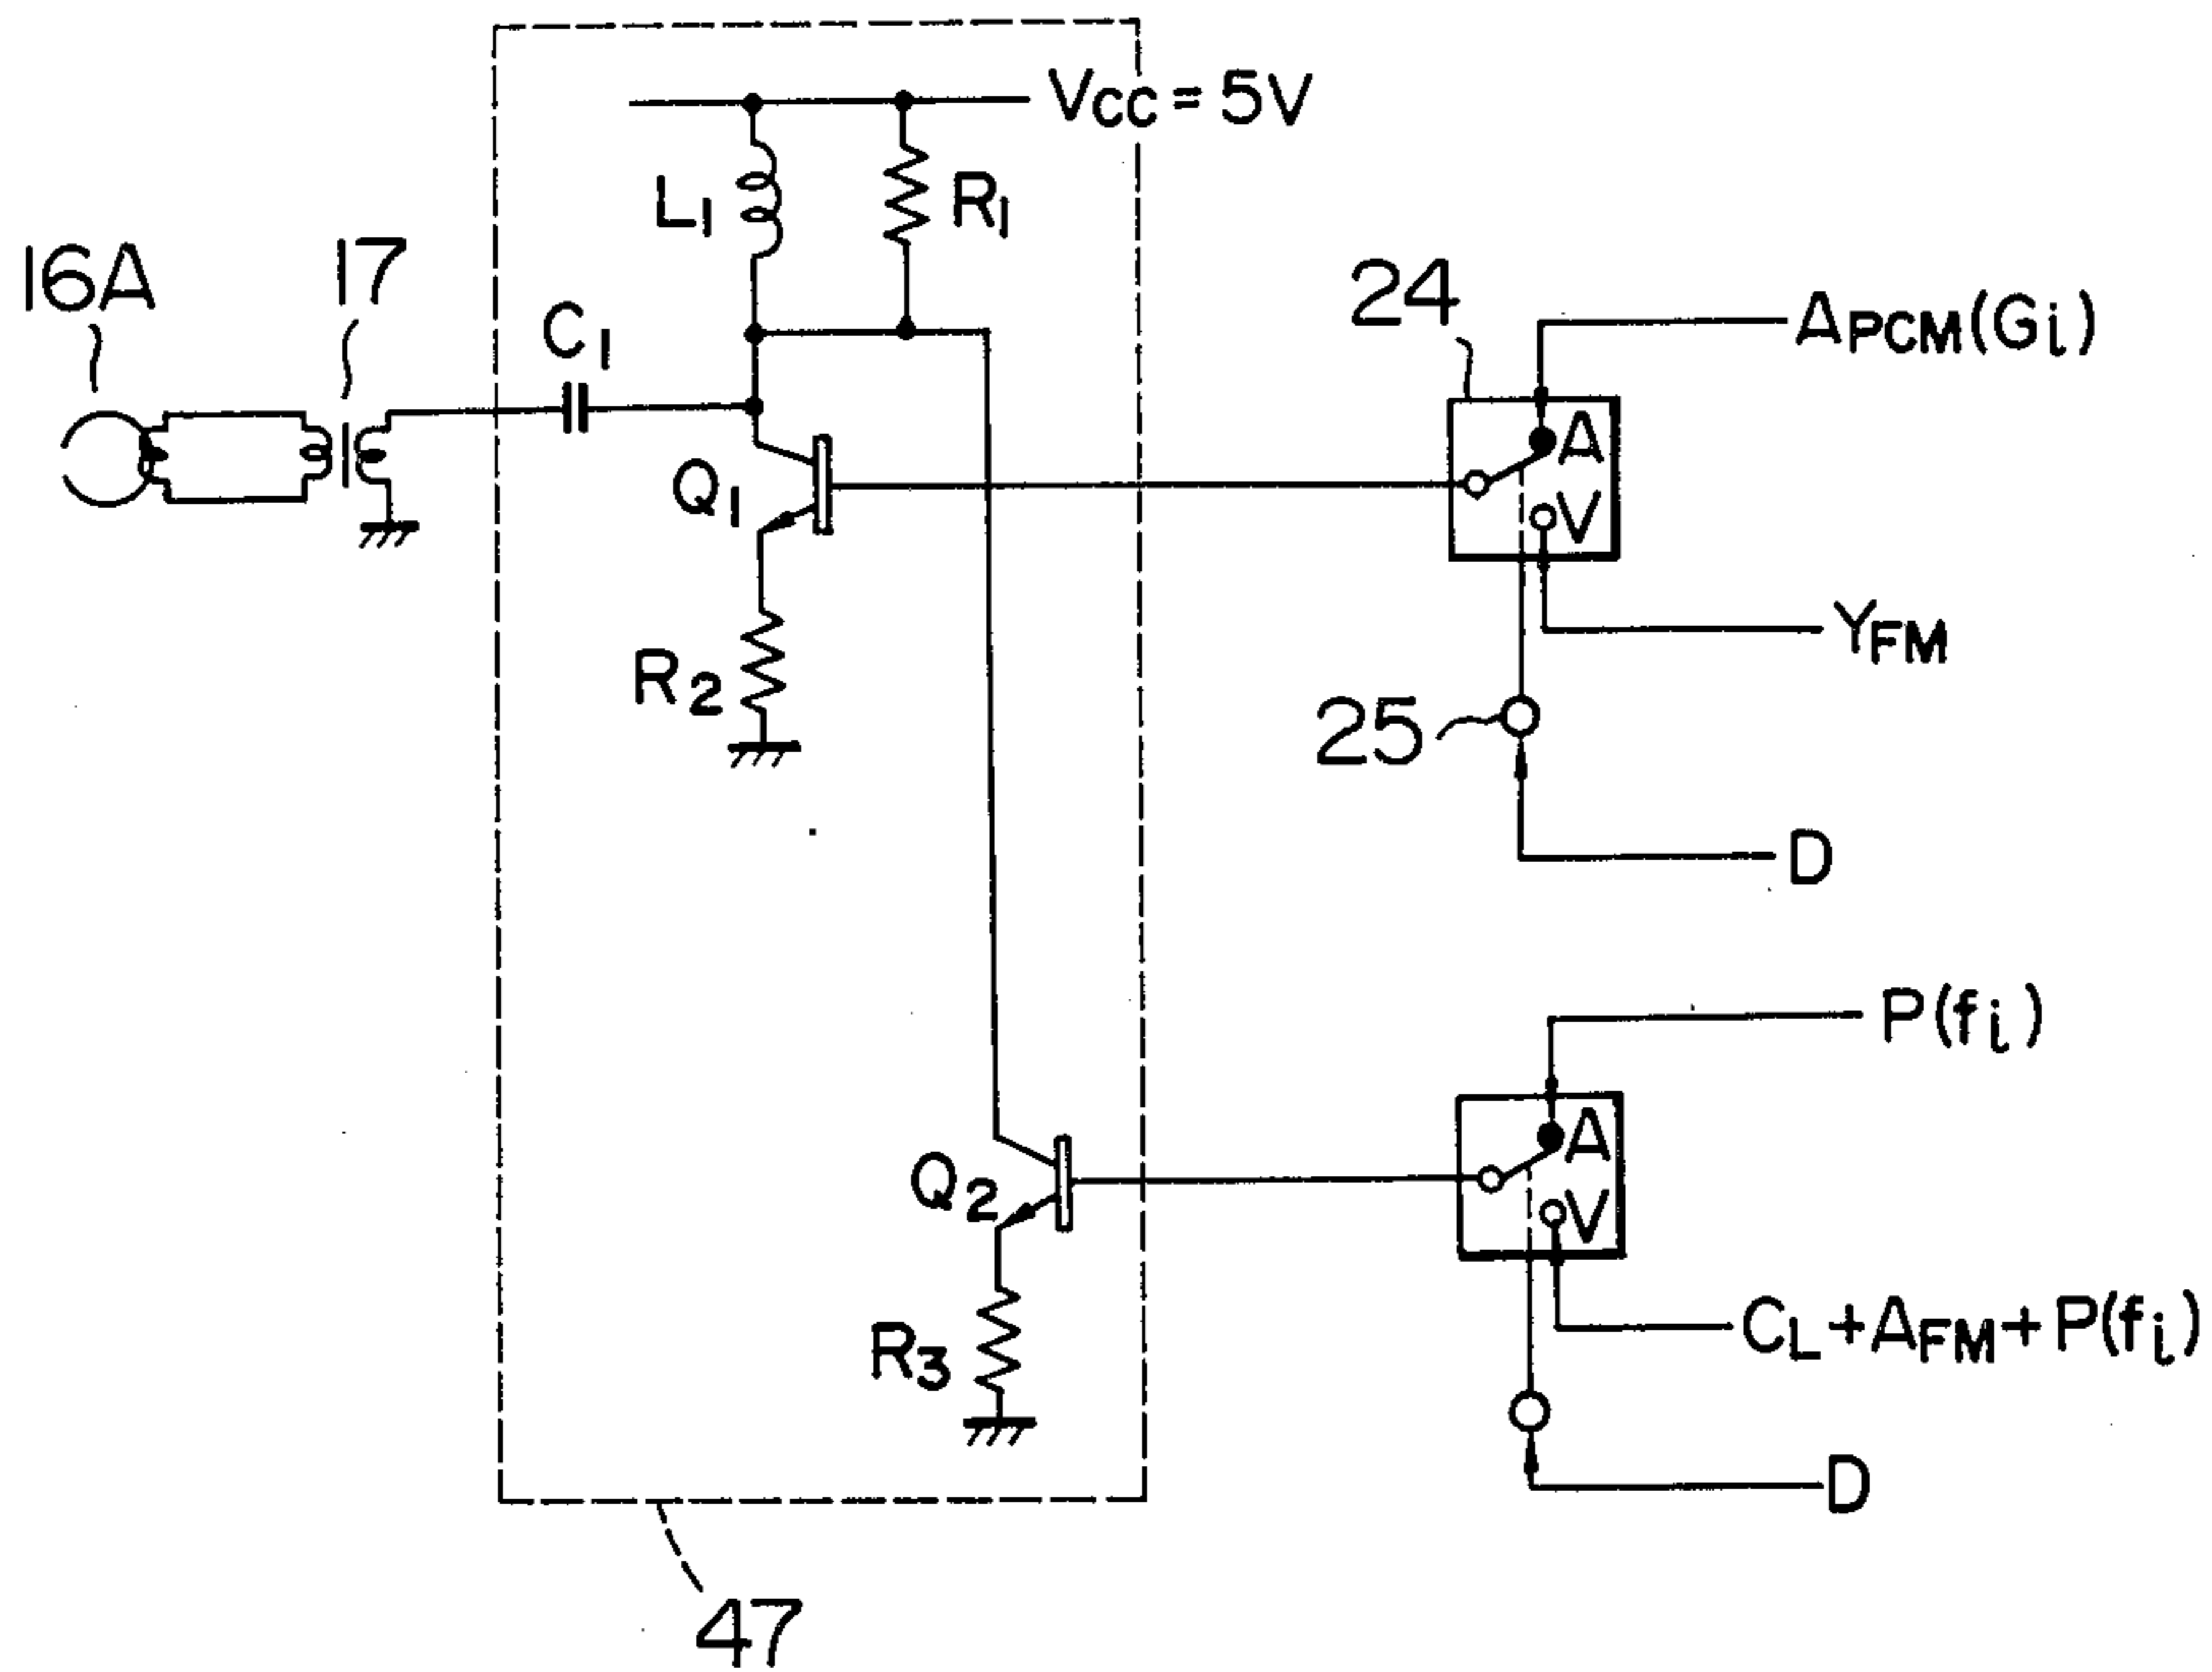 VCC = 5V
L1
R1
16A
17
C1
24
APCM(Gi)
A
Q1
V
R2
YFM
25
D
P(fi)
A
Q2
V
R3
CL+AFM+P(fi)
D
47